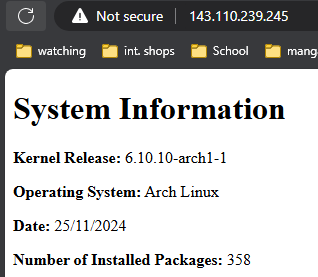 Not secure 143.110.239.245
watching int. shops School manga
System Information
Kernel Release: 6.10.10-arch1-1
Operating System: Arch Linux
Date: 25/11/2024
Number of Installed Packages: 358